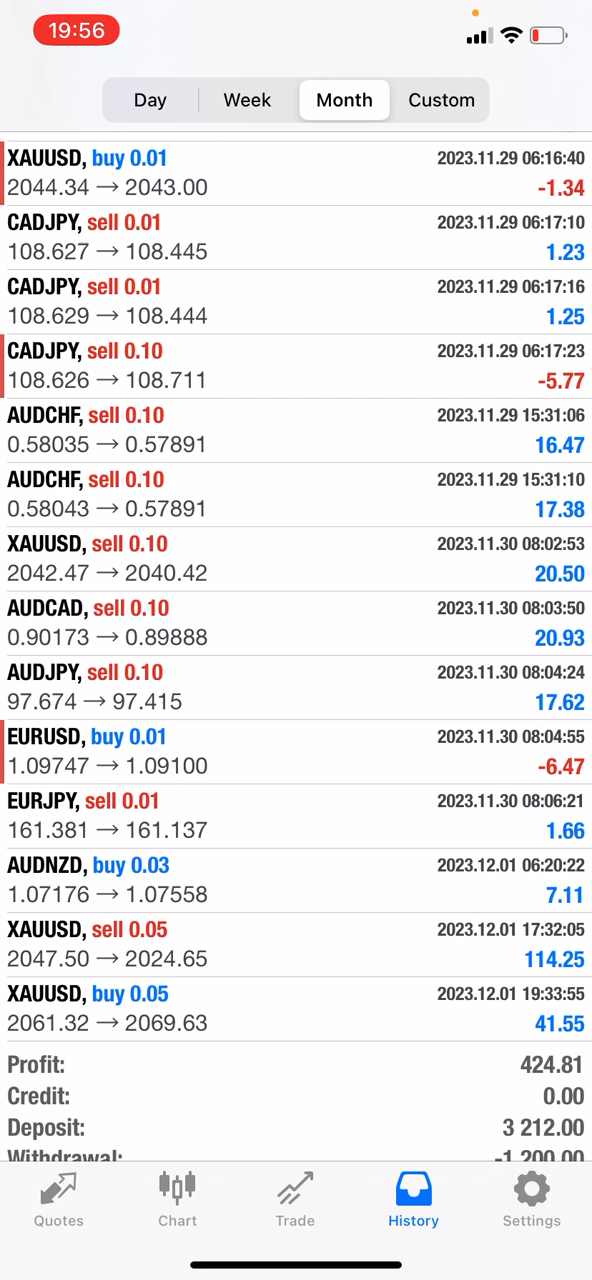 19:56
Day Week Month Custom
XAUUSD, buy 0.01 2023.11.29 06:16:40
2044.34 → 2043.00 -1.34
CADJPY, sell 0.01 2023.11.29 06:17:10
108.627 → 108.445 1.23
CADJPY, sell 0.01 2023.11.29 06:17:16
108.629 → 108.444 1.25
CADJPY, sell 0.10 2023.11.29 06:17:23
108.626 → 108.711 -5.77
AUDCHF, sell 0.10 2023.11.29 15:31:06
0.58035 → 0.57891 16.47
AUDCHF, sell 0.10 2023.11.29 15:31:10
0.58043 → 0.57891 17.38
XAUUSD, sell 0.10 2023.11.30 08:02:53
2042.47 → 2040.42 20.50
AUDCAD, sell 0.10 2023.11.30 08:03:50
0.90173 → 0.89888 20.93
AUDJPY, sell 0.10 2023.11.30 08:04:24
97.674 → 97.415 17.62
EURUSD, buy 0.01 2023.11.30 08:04:55
1.09747 → 1.09100 -6.47
EURJPY, sell 0.01 2023.11.30 08:06:21
161.381 → 161.137 1.66
AUDNZD, buy 0.03 2023.12.01 06:20:22
1.07176 → 1.07558 7.11
XAUUSD, sell 0.05 2023.12.01 17:32:05
2047.50 → 2024.65 114.25
XAUUSD, buy 0.05 2023.12.01 19:33:55
2061.32 → 2069.63 41.55
Profit: 424.81
Credit: 0.00
Deposit: 3 212.00
Withdrawal: -1 200.00
Quotes Chart Trade History Settings